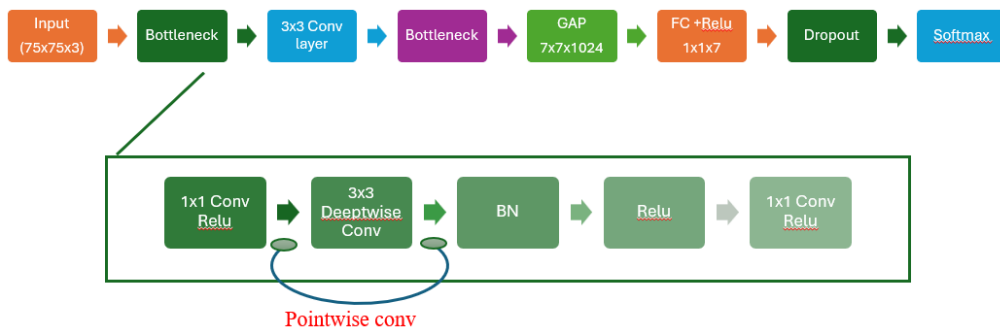 Input
(75x75x3)
Bottleneck
3x3 Conv
layer
Bottleneck
GAP
7x7x1024
FC +Relu
1x1x7
Dropout
Softmax
1x1 Conv
Relu
3x3
Deeptwise
Conv
BN
Relu
1x1 Conv
Relu
Pointwise conv